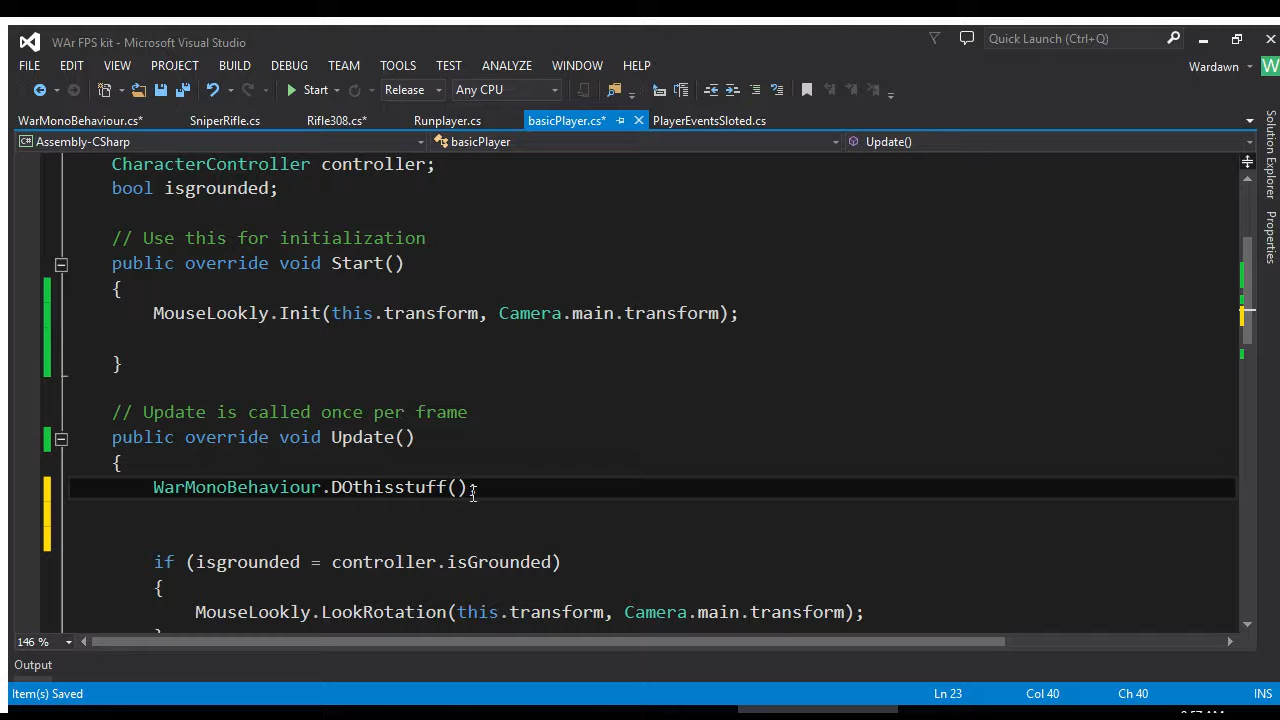 WAr FPS kit - Microsoft Visual Studio
Quick Launch (Ctrl+Q)
FILE EDIT VIEW PROJECT BUILD DEBUG TEAM TOOLS TEST ANALYZE WINDOW HELP
Wardawn W
Start Release Any CPU
WarMonoBehaviour.cs* SniperRifle.cs Rifle308.cs* Runplayer.cs basicPlayer.cs* PlayerEventsSloted.cs
Assembly-CSharp basicPlayer Update()
CharacterController controller;
bool isgrounded;
// Use this for initialization
public override void Start()
{
MouseLookly.Init(this.transform, Camera.main.transform);
}
// Update is called once per frame
public override void Update()
{
WarMonoBehaviour.DOthisstuff();
if (isgrounded = controller.isGrounded)
{
MouseLookly.LookRotation(this.transform, Camera.main.transform);
146 %
Output
Item(s) Saved Ln 23 Col 40 Ch 40 INS
Solution Explorer
Properties